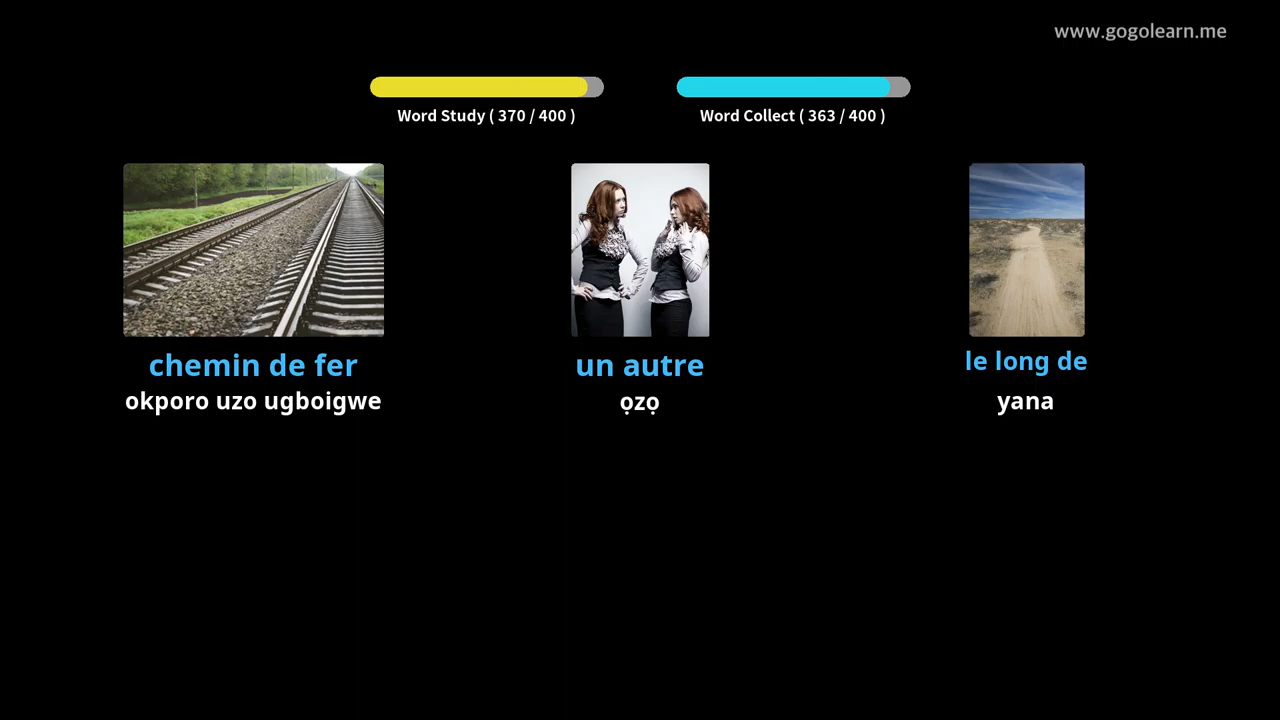 www.gogolearn.me
Word Study ( 370 / 400 )
Word Collect ( 363 / 400 )
chemin de fer
okporo uzo ugboigwe
un autre
ọzọ
le long de
yana